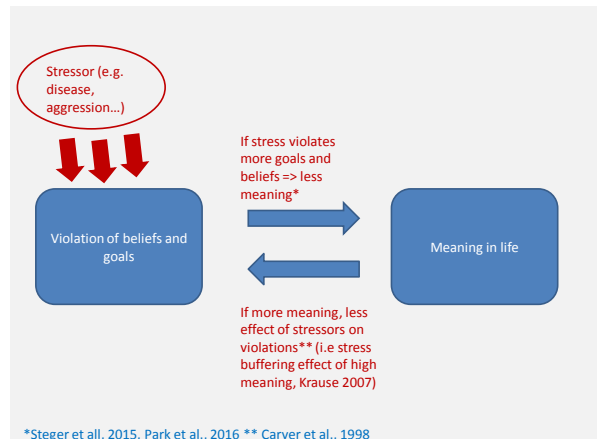 Stressor (e.g.
disease,
aggression...)
If stress violates
more goals and
beliefs => less
meaning*
Violation of beliefs and
goals
Meaning in life
If more meaning, less
effect of stressors on
violations** (i.e stress
buffering effect of high
meaning, Krause 2007)
*Steger et all, 2015, Park et al., 2016 ** Carver et al., 1998